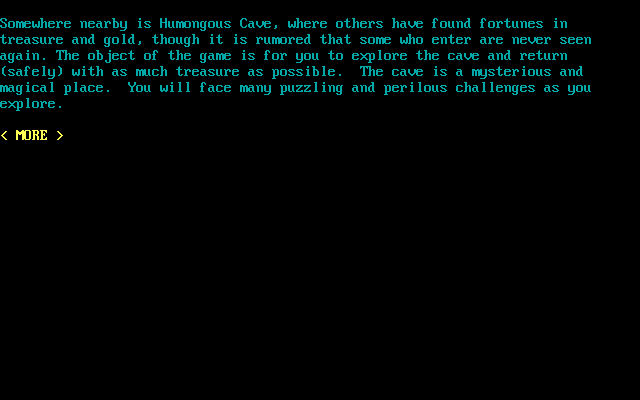 Somewhere nearby is Humongous Cave, where others have found fortunes in
treasure and gold, though it is rumored that some who enter are never seen
again. The object of the game is for you to explore the cave and return
(safely) with as much treasure as possible.  The cave is a mysterious and
magical place.  You will face many puzzling and perilous challenges as you
explore.
< MORE >